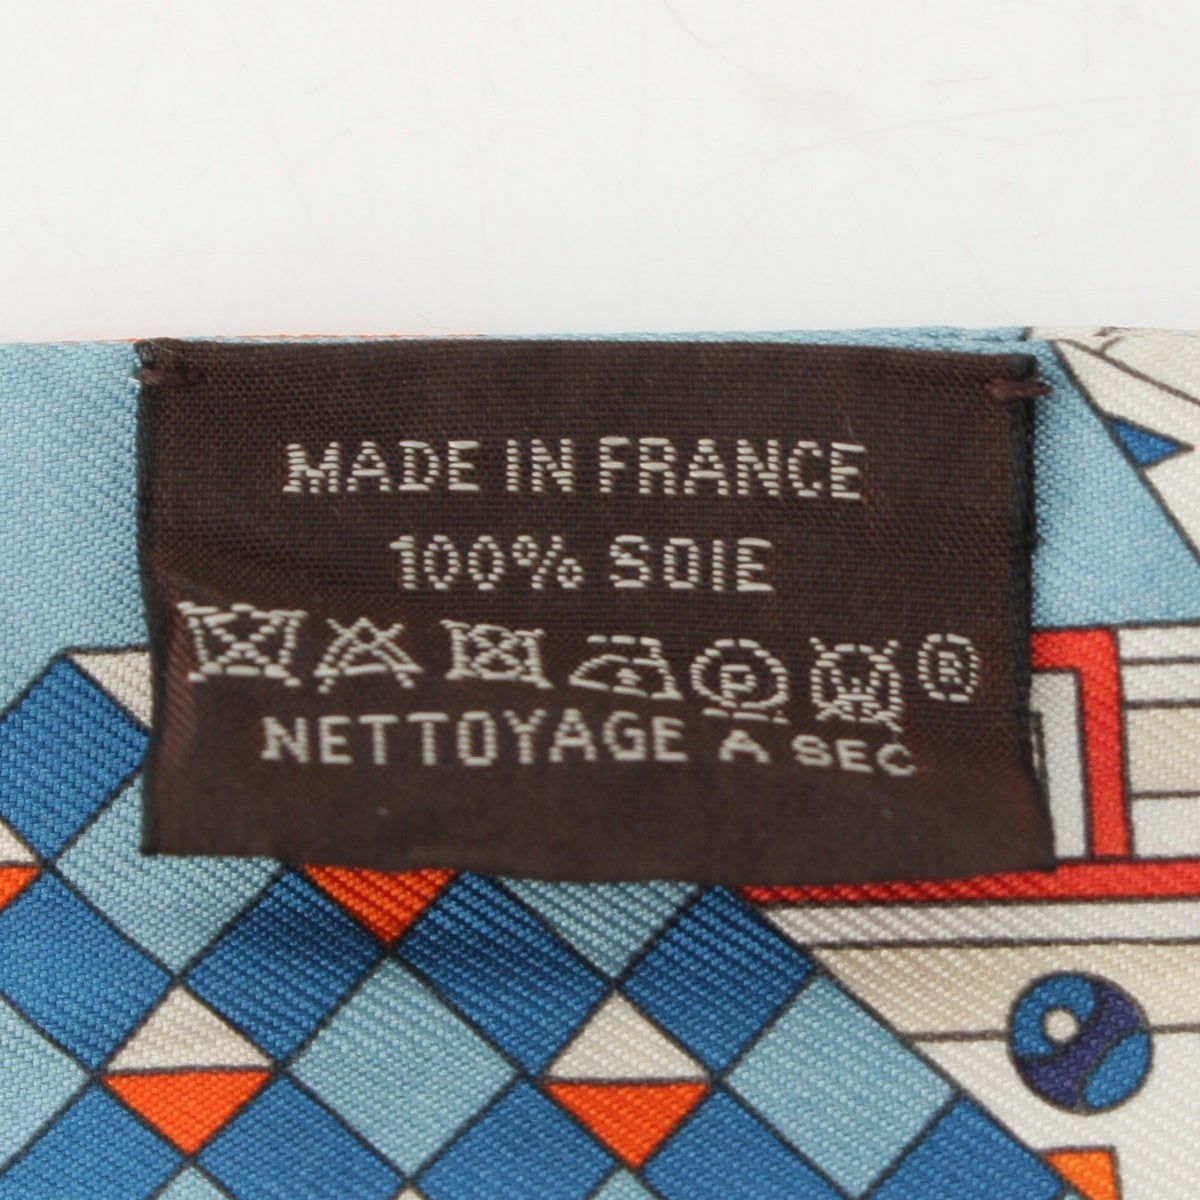 MADE IN FRANCE
100% SOIE
P ®
NETTOYAGE A SEC